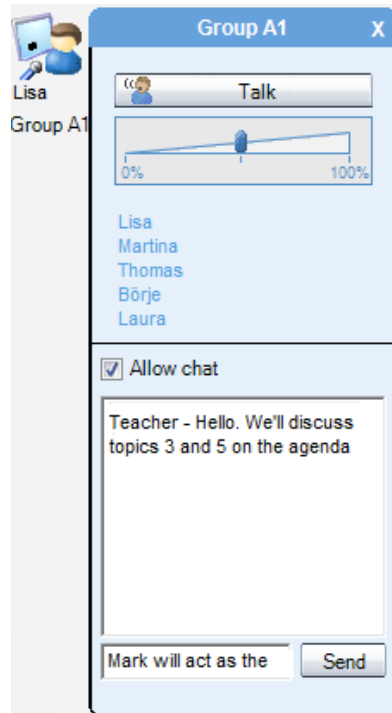 Lisa
Group A1
Group A1 X
Talk
0% 100%
Lisa
Martina
Thomas
Börje
Laura
Allow chat
Teacher - Hello. We'll discuss
topics 3 and 5 on the agenda
Mark will act as the
Send